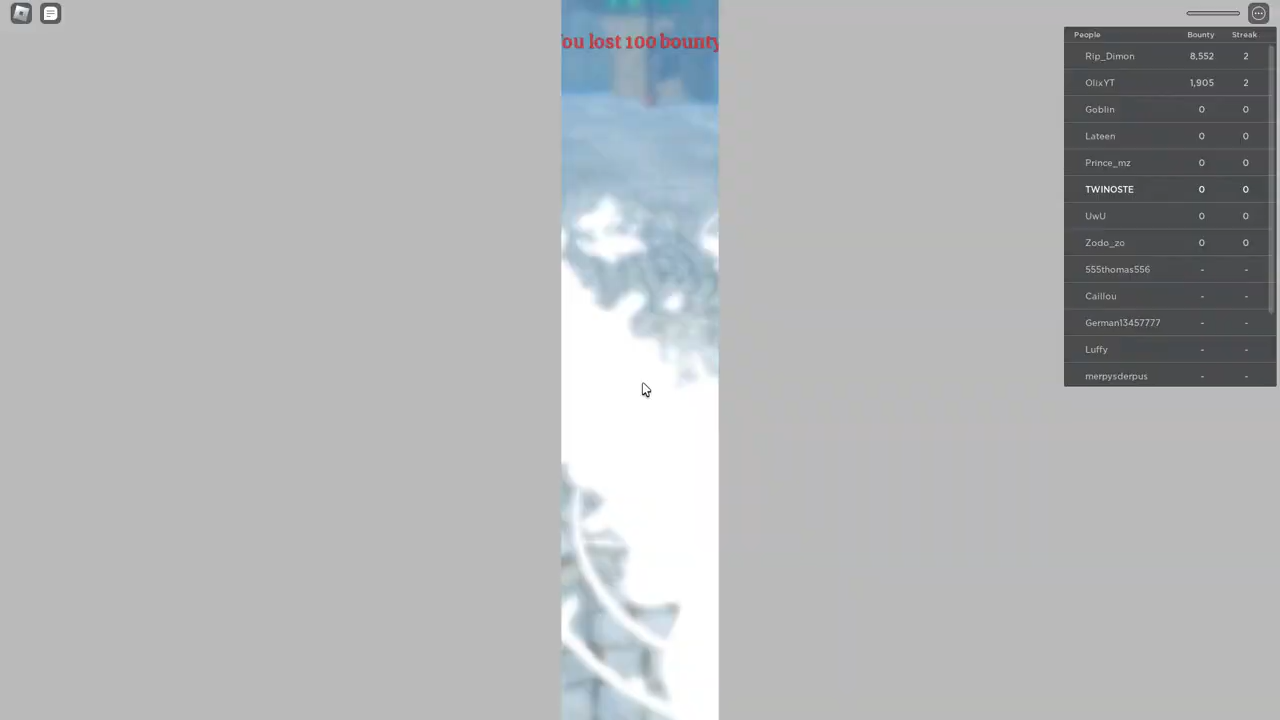 You lost 100 bounty
People Bounty Streak
Rip_Dimon 8,552 2
OlixYT 1,905 2
Goblin 0 0
Lateen 0 0
Prince_mz 0 0
TWINOSTE 0 0
UwU 0 0
Zodo_zo 0 0
555thomas556 - -
Caillou - -
German13457777 - -
Luffy - -
merpysderpus - -